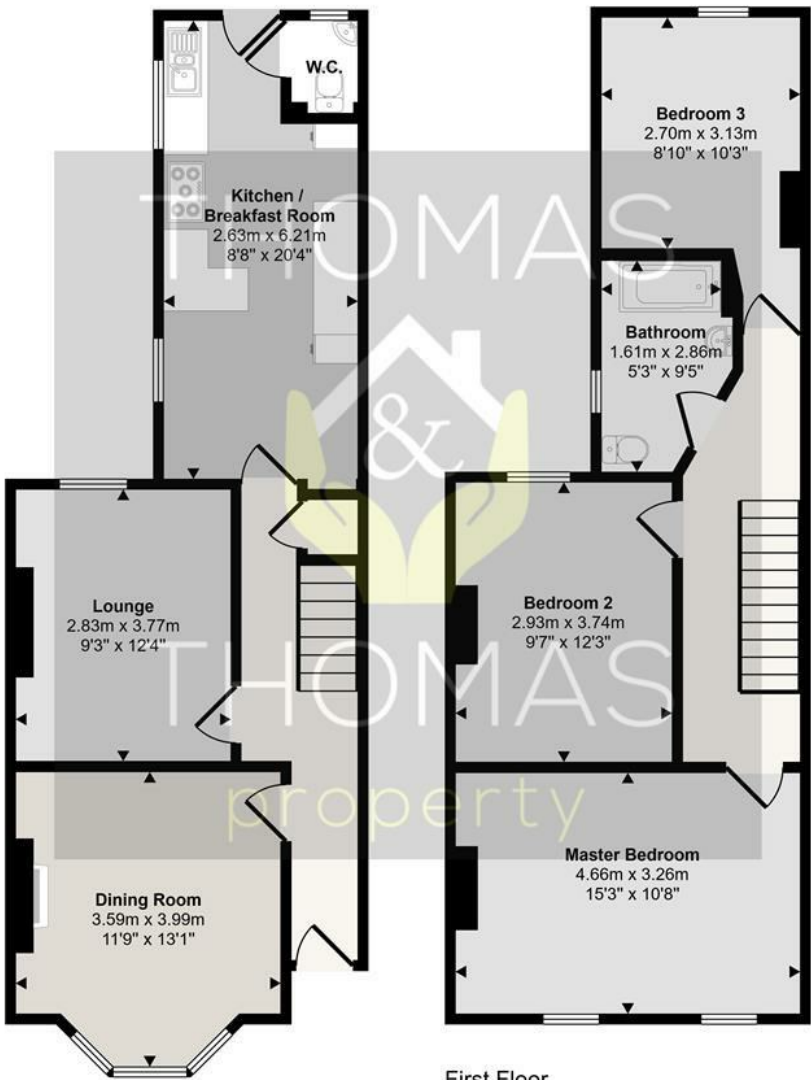 W.C.
Kitchen /
Breakfast Room
2.63m x 6.21m
8'8" x 20'4"
Lounge
2.83m x 3.77m
9'3" x 12'4"
Dining Room
3.59m x 3.99m
11'9" x 13'1"
Bedroom 3
2.70m x 3.13m
8'10" x 10'3"
Bathroom
1.61m x 2.86m
5'3" x 9'5"
Bedroom 2
2.93m x 3.74m
9'7" x 12'3"
Master Bedroom
4.66m x 3.26m
15'3" x 10'8"
First Floor
THOMAS
&
THOMAS
property